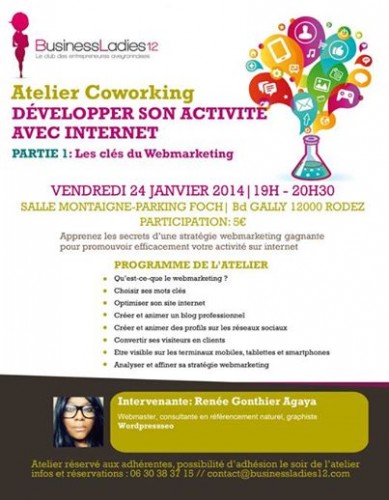 BusinessLadies12
Le club des entrepreneures aveyronnaises
Atelier Coworking
DÉVELOPPER SON ACTIVITÉ
AVEC INTERNET
PARTIE 1: Les clés du Webmarketing
VENDREDI 24 JANVIER 2014|19H - 20H30
SALLE MONTAIGNE-PARKING FOCH| Bd GALLY 12000 RODEZ
PARTICIPATION: 5€
Apprenez les secrets d'une stratégie webmarketing gagnante
pour promouvoir efficacement votre activité sur internet
PROGRAMME DE L'ATELIER
• Qu'est-ce-que le webmarketing ?
• Choisir ses mots clés
• Optimiser son site internet
• Créer et animer un blog professionnel
• Créer et animer des profils sur les réseaux sociaux
• Convertir ses visiteurs en clients
• Etre visible sur les terminaux mobiles, tablettes et smartphones
• Analyser et affiner sa stratégie webmarketing
Intervenante: Renée Gonthier Agaya
Webmaster, consultante en référencement naturel, graphiste
Wordpressseo
Atelier réservé aux adhérentes, possibilité d'adhésion le soir de l'atelier
infos et réservations : 06 30 38 37 15 // contact@businessladies12.com